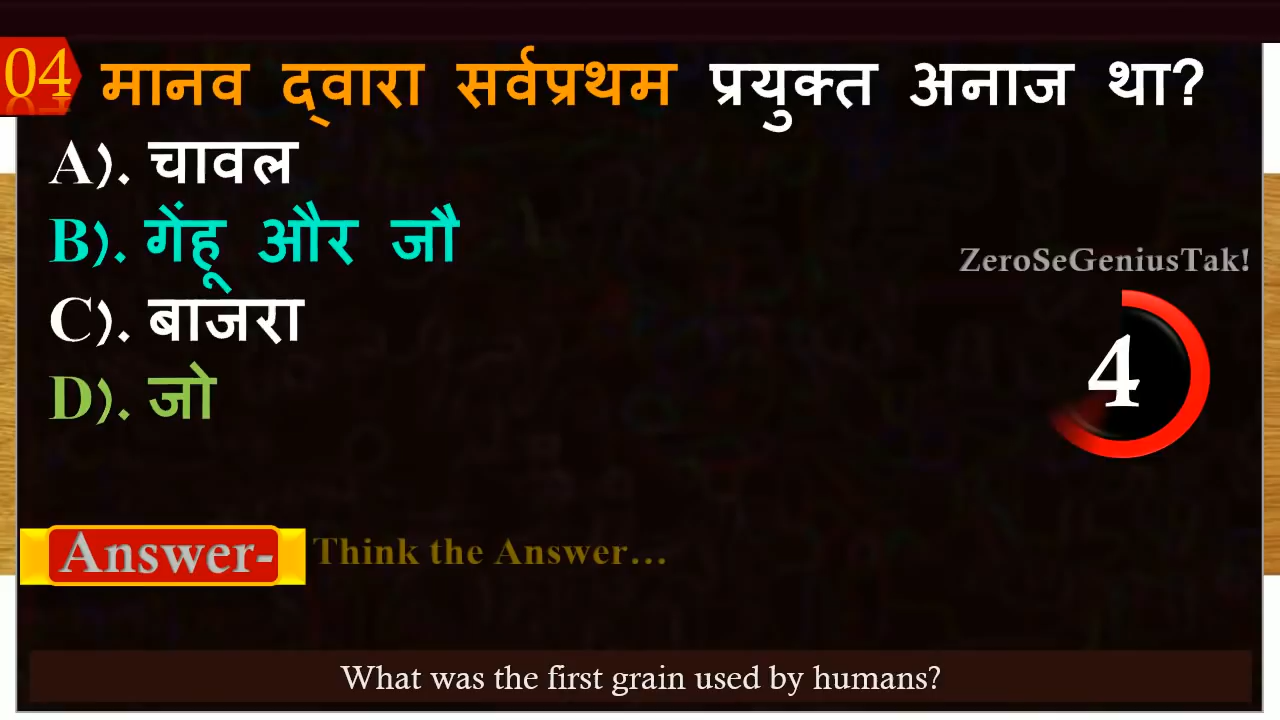 04 मानव द्वारा सर्वप्रथम प्रयुक्त अनाज था?
A). चावल
B). गेंहू और जौ
C). बाजरा
D). जो
ZeroSeGeniusTak!
4
Answer- Think the Answer...
What was the first grain used by humans?